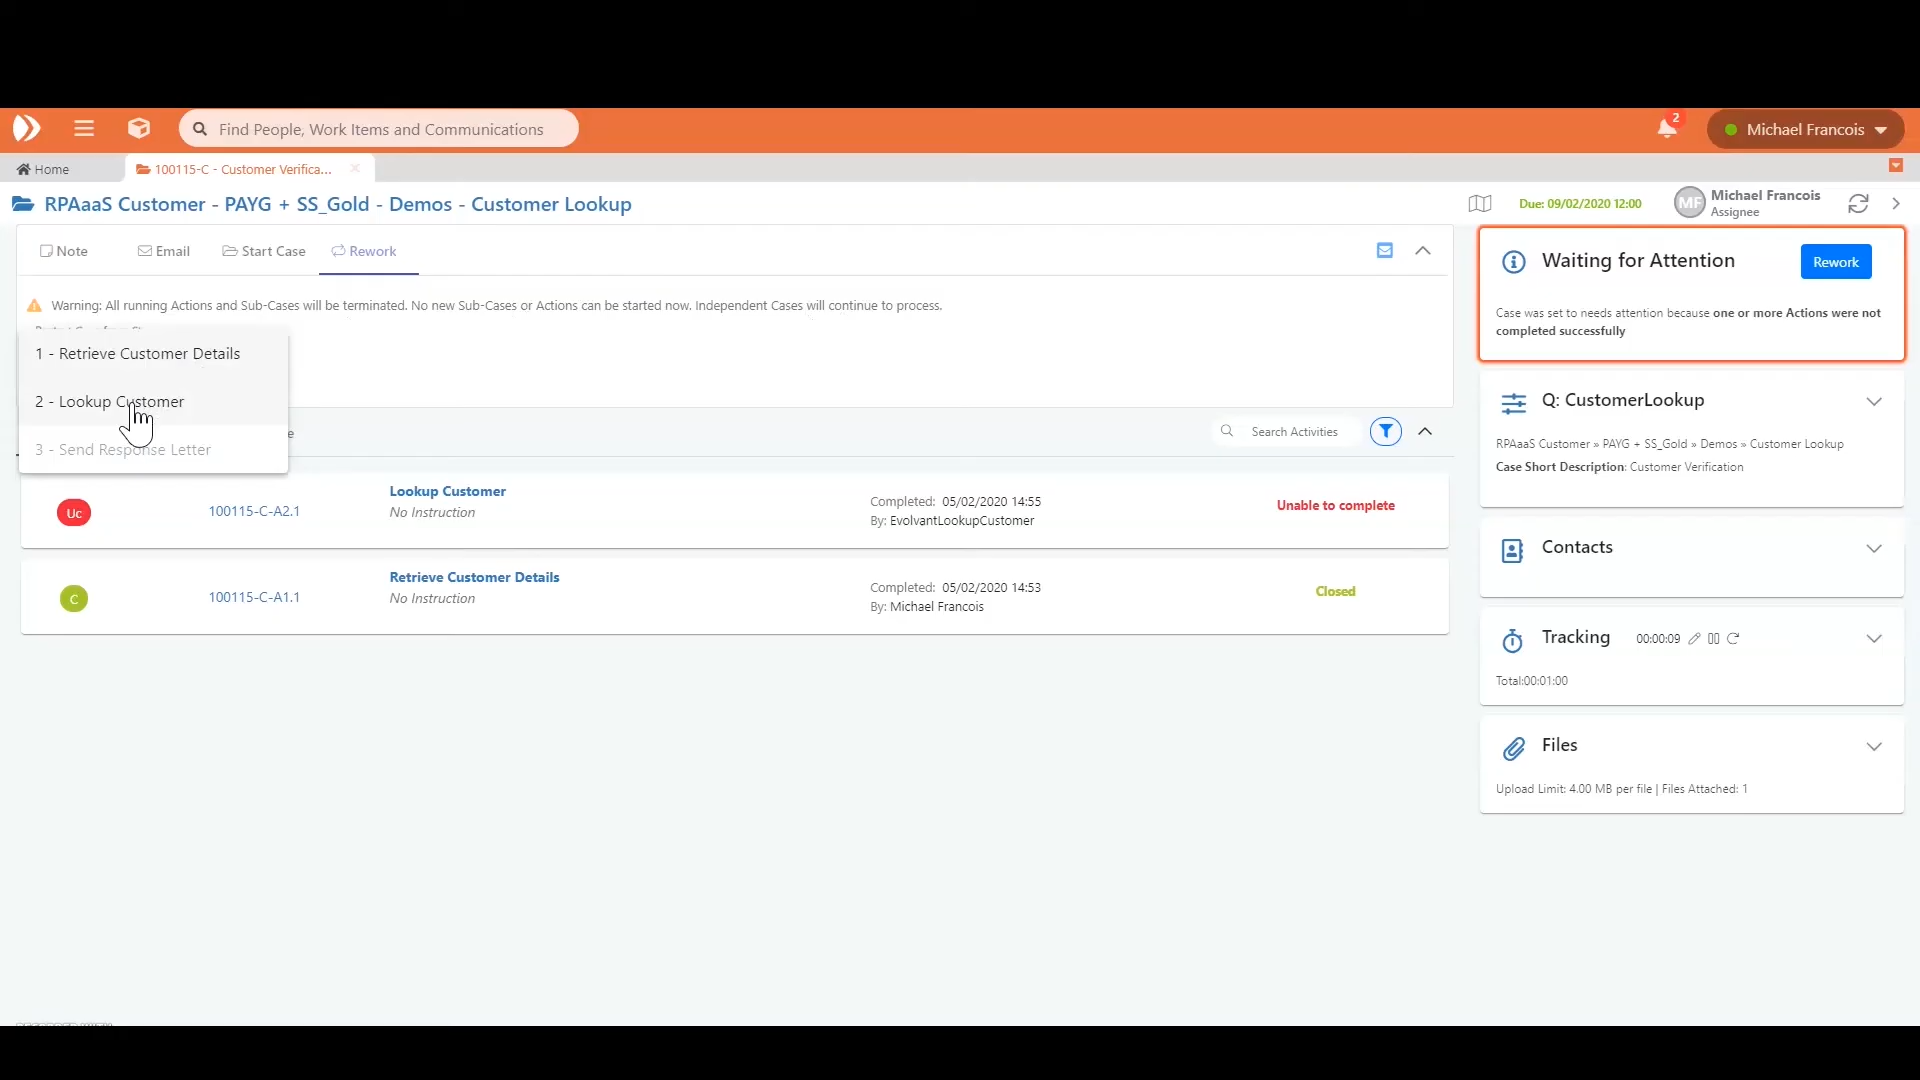 Find People, Work Items and Communications
2
Michael Francois
Home
100115-C - Customer Verifica...
RPAaaS Customer - PAYG + SS_Gold - Demos - Customer Lookup
Due: 09/02/2020 12:00
MF
Michael Francois
Assignee
Note
Email
Start Case
Rework
Warning: All running Actions and Sub-Cases will be terminated. No new Sub-Cases or Actions can be started now. Independent Cases will continue to process.
1 - Retrieve Customer Details
2 - Lookup Customer
3 - Send Response Letter
Search Activities
Uc
100115-C-A2.1
Lookup Customer
No Instruction
Completed: 05/02/2020 14:55
By: EvolvantLookupCustomer
Unable to complete
C
100115-C-A1.1
Retrieve Customer Details
No Instruction
Completed: 05/02/2020 14:53
By: Michael Francois
Closed
Waiting for Attention
Rework
Case was set to needs attention because one or more Actions were not
completed successfully
Q: CustomerLookup
RPAaaS Customer » PAYG + SS_Gold » Demos » Customer Lookup
Case Short Description: Customer Verification
Contacts
Tracking
00:00:09
Total:00:01:00
Files
Upload Limit: 4.00 MB per file | Files Attached: 1